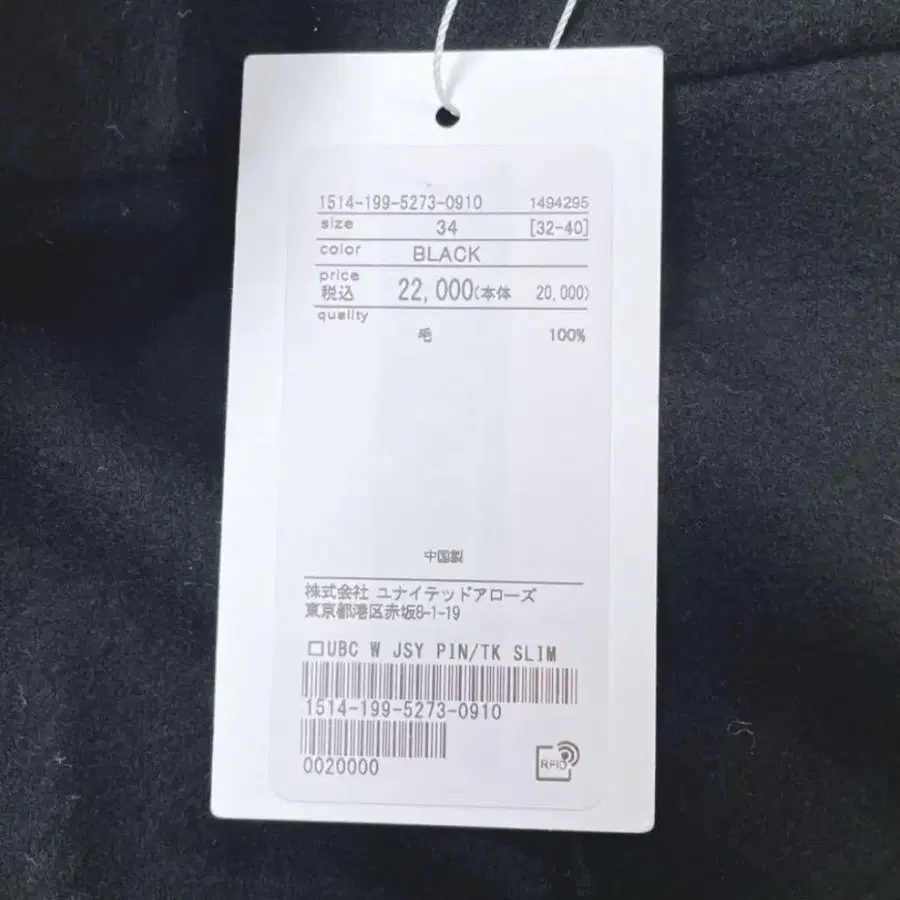 1514-199-5273-0910 1494295
size 34 [32-40]
color BLACK
price
税込 22,000(本体 20,000)
quality
毛 100%
中国製
株式会社 ユナイテッドアローズ
東京都港区赤坂8-1-19
□UBC W JSY PIN/TK SLIM
1514-199-5273-0910
0020000
RFID